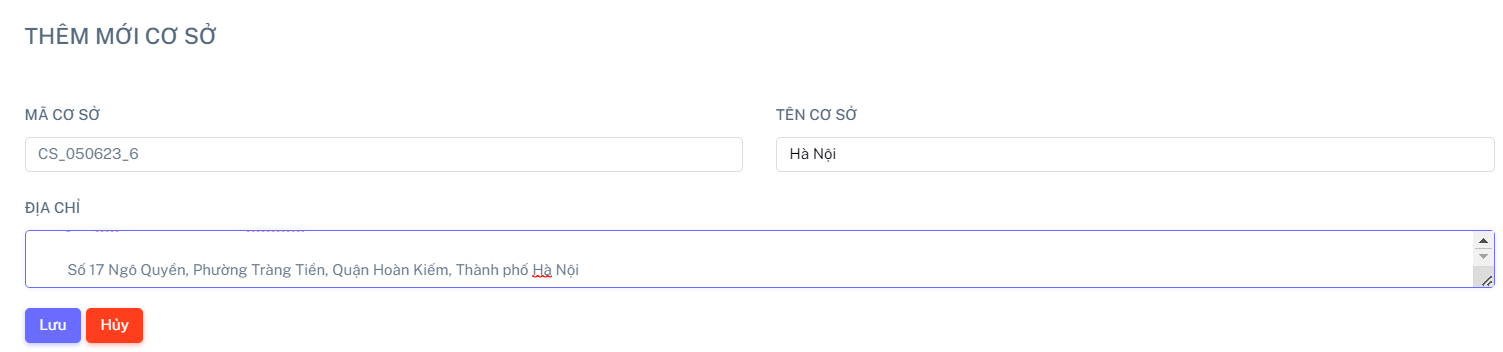 THÊM MỚI CƠ SỞ
MÃ CƠ SỞ
TÊN CƠ SỞ
CS_050623_6
Hà Nội
ĐỊA CHỈ
Số 17 Ngô Quyền, Phường Tràng Tiền, Quận Hoàn Kiếm, Thành phố Hà Nội
Lưu Hủy